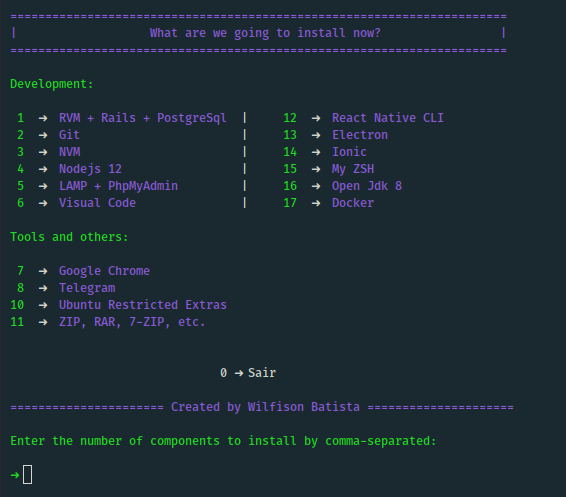 =======================================================================
|                   What are we going to install now?                 |
=======================================================================
Development:
1 → RVM + Rails + PostgreSql | 12 → React Native CLI
2 → Git | 13 → Electron
3 → NVM | 14 → Ionic
4 → Nodejs 12 | 15 → My ZSH
5 → LAMP + PhpMyAdmin | 16 → Open Jdk 8
6 → Visual Code | 17 → Docker
Tools and others:
7 → Google Chrome
8 → Telegram
10 → Ubuntu Restricted Extras
11 → ZIP, RAR, 7-ZIP, etc.
0 → Sair
====================== Created by Wilfison Batista =====================
Enter the number of components to install by comma-separated:
→